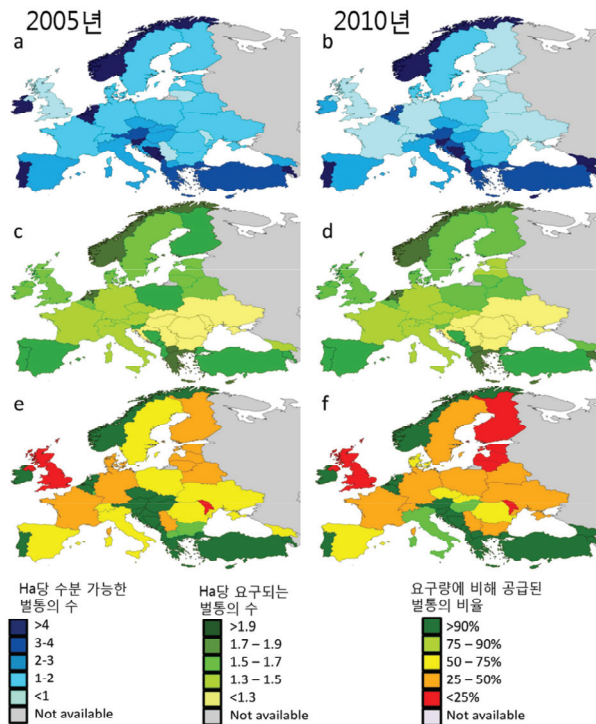 2005년
2010년
a
b
c
d
e
f
Ha당 수분 가능한
벌통의 수
>4
3-4
2-3
1-2
<1
Not available
Ha당 요구되는
벌통의 수
>1.9
1.7 – 1.9
1.5 – 1.7
1.3 – 1.5
<1.3
Not available
요구량에 비해 공급된
벌통의 비율
>90%
75 – 90%
50 – 75%
25 – 50%
<25%
Not available